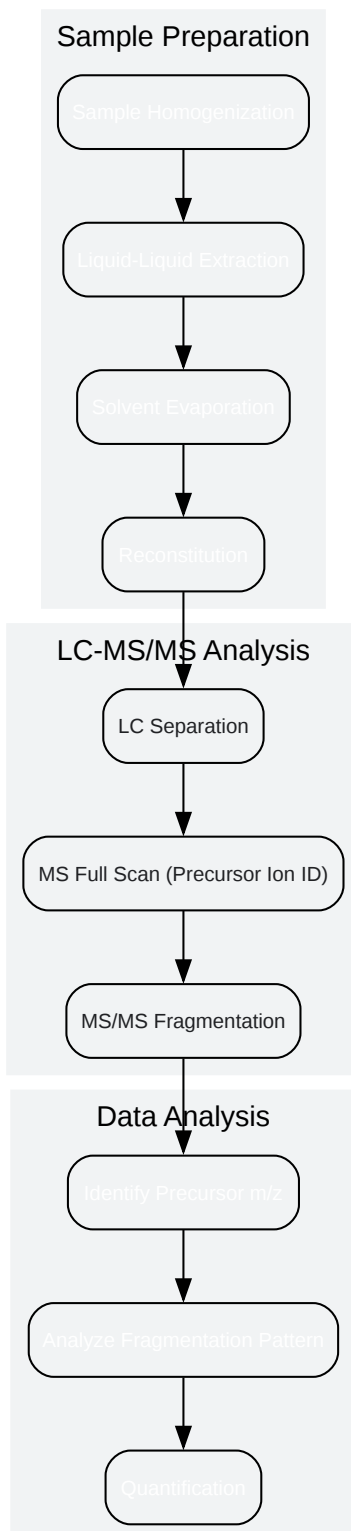 Sample Preparation
Sample Homogenization
Liquid-Liquid Extraction
Solvent Evaporation
Reconstitution
LC-MS/MS Analysis
LC Separation
MS Full Scan (Precursor Ion ID)
MS/MS Fragmentation
Data Analysis
Identify Precursor m/z
Analyze Fragmentation Pattern
Quantification